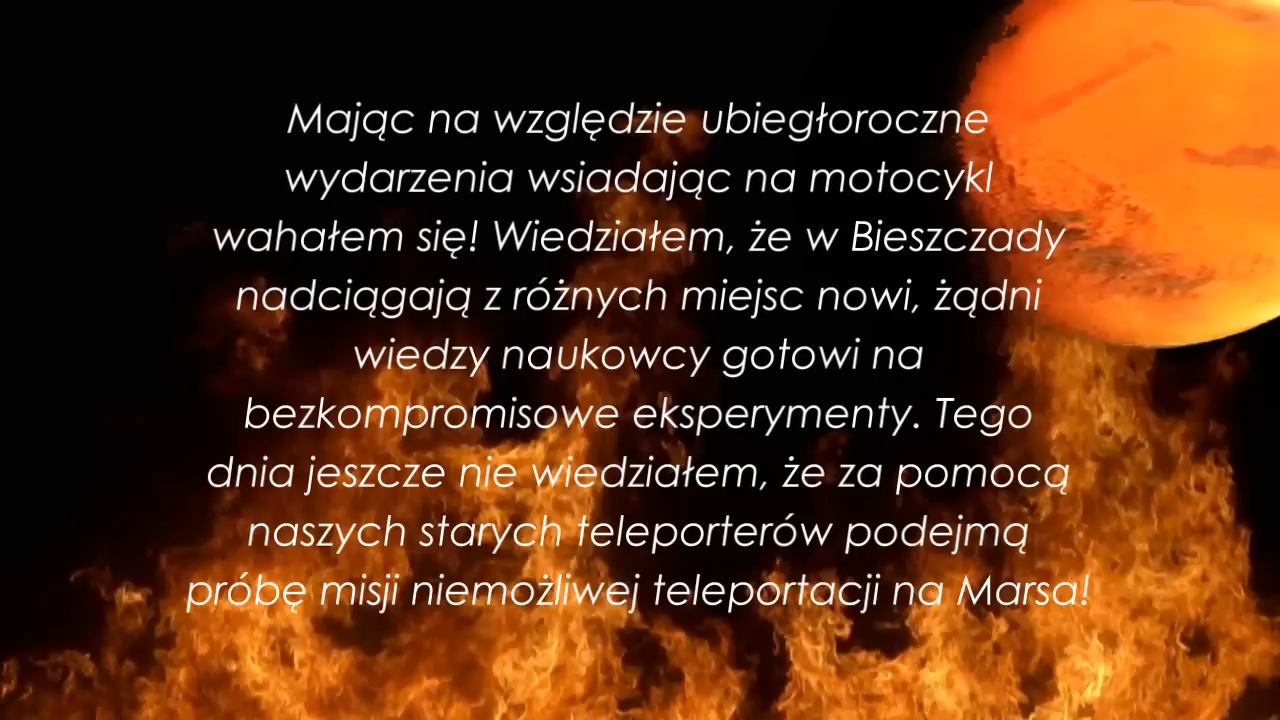 Mając na względzie ubiegłoroczne
wydarzenia wsiadając na motocykl
wahałem się! Wiedziałem, że w Bieszczady
nadciągają z różnych miejsc nowi, żądni
wiedzy naukowcy gotowi na
bezkompromisowe eksperymenty. Tego
dnia jeszcze nie wiedziałem, że za pomocą
naszych starych teleporterów podejmą
próbę misji niemożliwej teleportacji na Marsa!